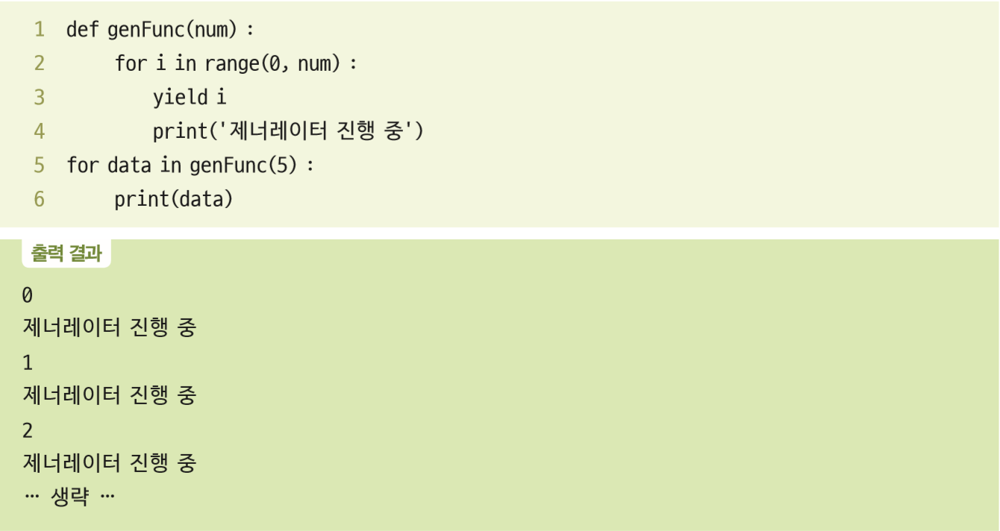 1 def genFunc(num) :
2     for i in range(0, num) :
3         yield i
4         print('제너레이터 진행 중')
5 for data in genFunc(5) :
6     print(data)
출력 결과
0
제너레이터 진행 중
1
제너레이터 진행 중
2
제너레이터 진행 중
… 생략 …